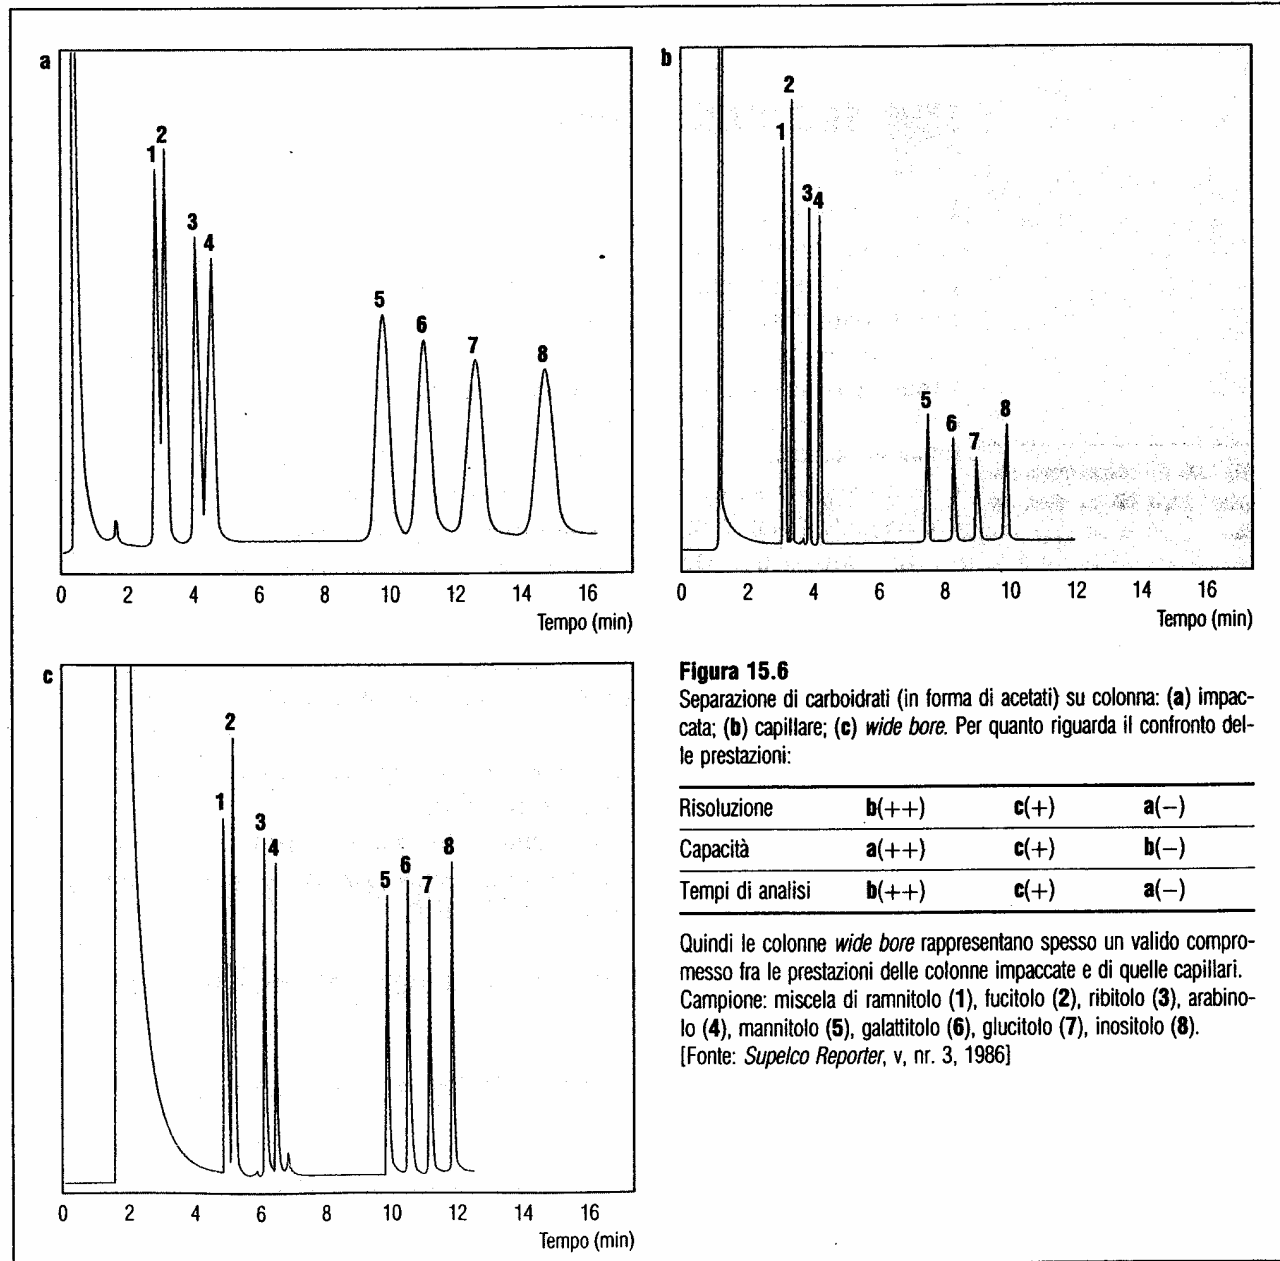 a
1
2
3
4
5
6
7
8
0 2 4 6 8 10 12 14 16
Tempo (min)
b
1
2
3
4
5
6
7
8
0 2 4 6 8 10 12 14 16
Tempo (min)
c
1
2
3
4
5
6
7
8
0 2 4 6 8 10 12 14 16
Tempo (min)
Figura 15.6
Separazione di carboidrati (in forma di acetati) su colonna: (a) impac-
cata; (b) capillare; (c) wide bore. Per quanto riguarda il confronto del-
le prestazioni:
Risoluzione b(++) c(+) a(−)
Capacità a(++) c(+) b(−)
Tempi di analisi b(++) c(+) a(−)
Quindi le colonne wide bore rappresentano spesso un valido compro-
messo fra le prestazioni delle colonne impaccate e di quelle capillari.
Campione: miscela di ramnitolo (1), fucitolo (2), ribitolo (3), arabino-
lo (4), mannitolo (5), galattitolo (6), glucitolo (7), inositolo (8).
[Fonte: Supelco Reporter, v, nr. 3, 1986]